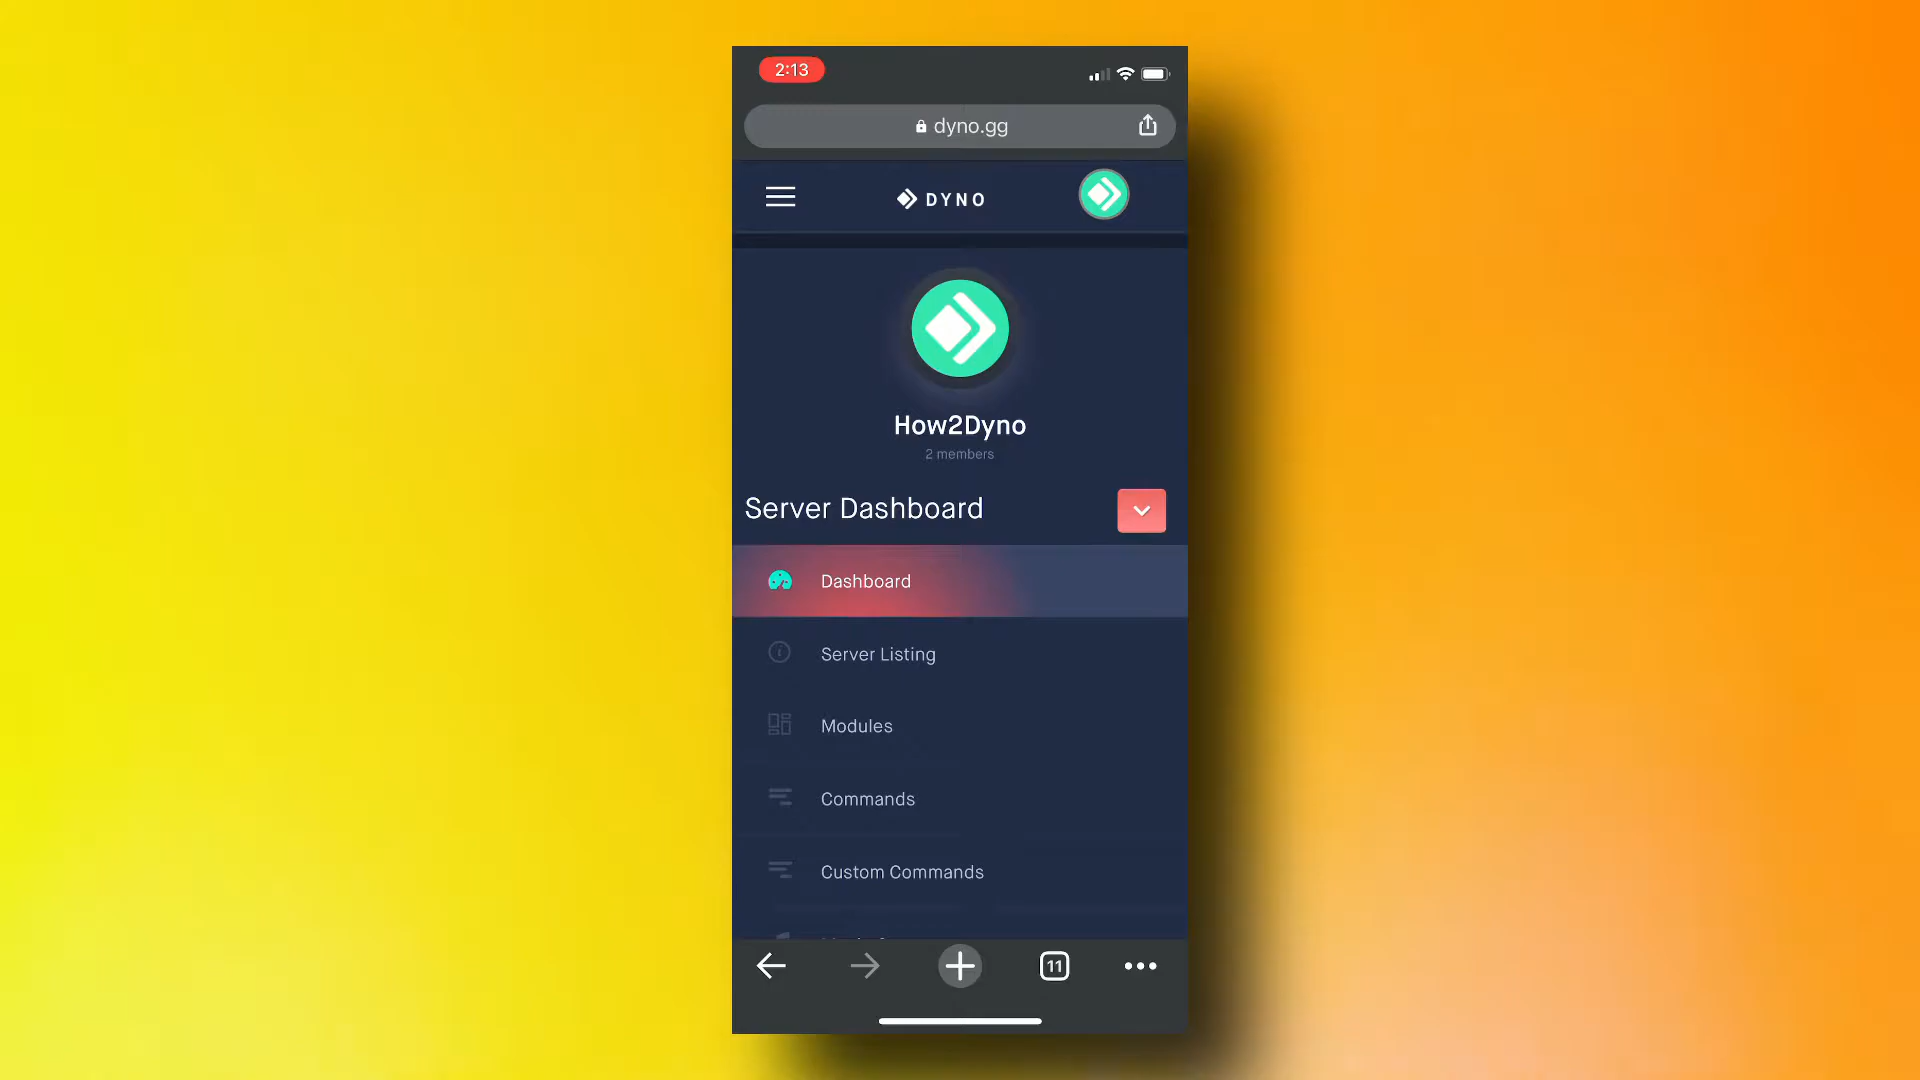 2:13
dyno.gg
DYNO
How2Dyno
2 members
Server Dashboard
Dashboard
Server Listing
Modules
Commands
Custom Commands
11